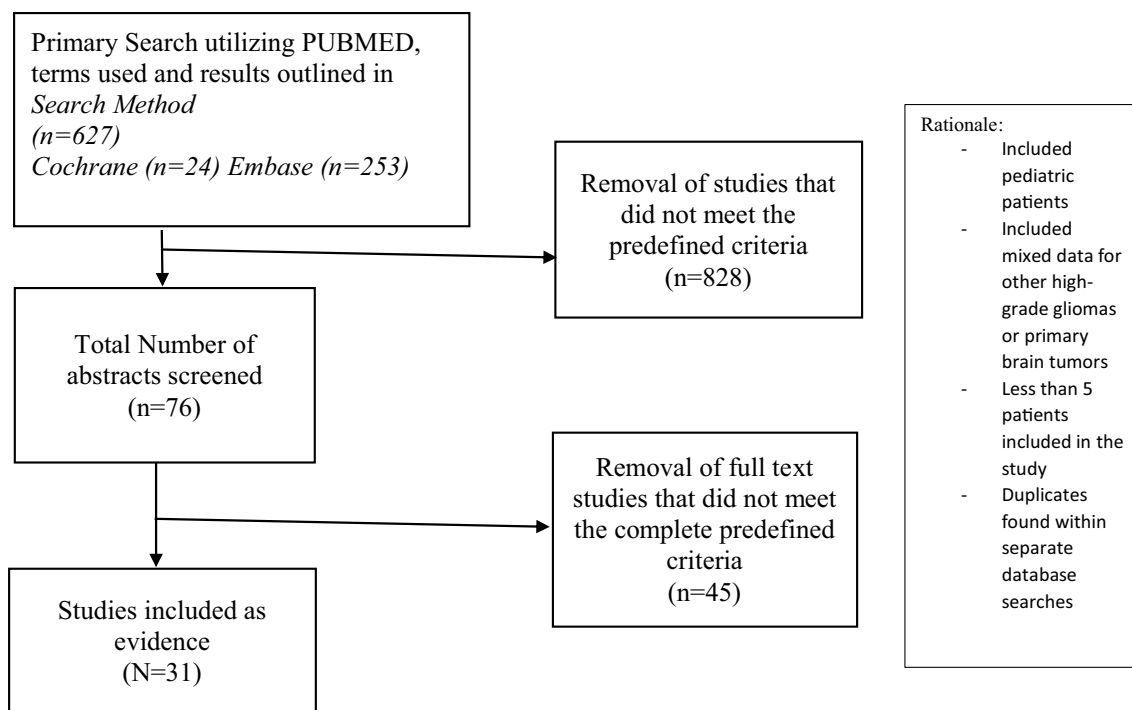 Primary Search utilizing PUBMED,
terms used and results outlined in
Search Method
(n=627)
Cochrane (n=24) Embase (n=253)
Removal of studies that
did not meet the
predefined criteria
(n=828)
Total Number of
abstracts screened
(n=76)
Removal of full text
studies that did not meet
the complete predefined
criteria
(n=45)
Studies included as
evidence
(N=31)
Rationale:
- Included
pediatric
patients
- Included
mixed data for
other high-
grade gliomas
or primary
brain tumors
- Less than 5
patients
included in the
study
- Duplicates
found within
separate
database
searches